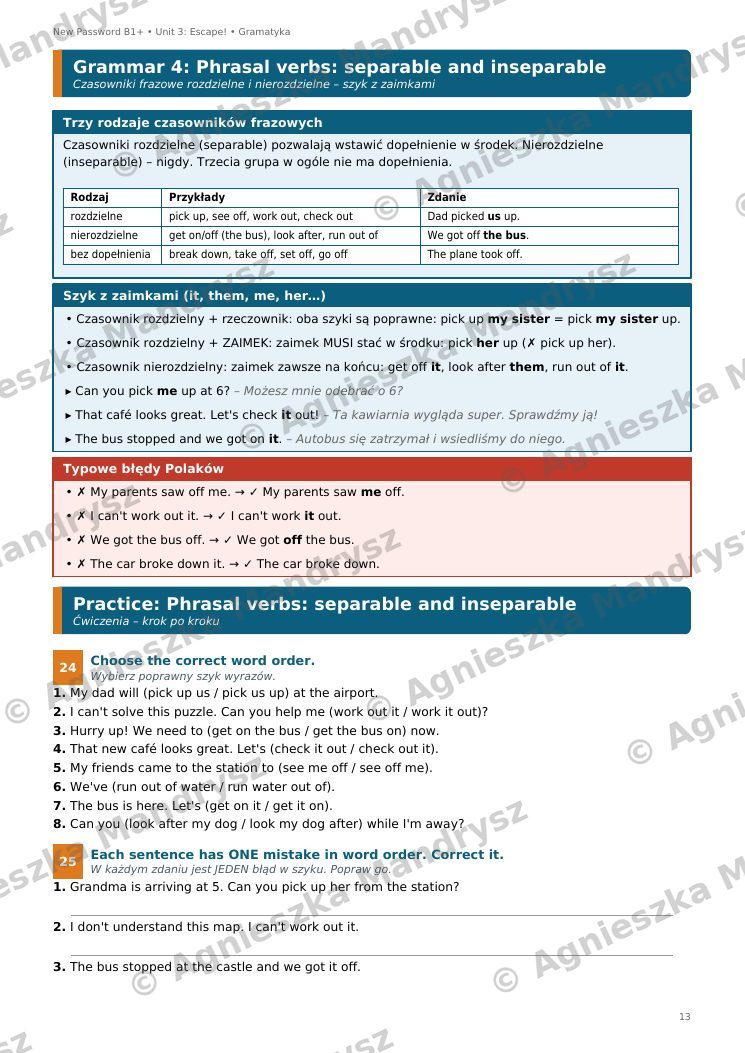 New Password B1+ • Unit 3: Escape! • Gramatyka
Grammar 4: Phrasal verbs: separable and inseparable
Czasowniki frazowe rozdzielne i nierozdzielne – szyk z zaimkami
Trzy rodzaje czasowników frazowych
Czasowniki rozdzielne (separable) pozwalają wstawić dopełnienie w środek. Nierozdzielne
(inseparable) – nigdy. Trzecia grupa w ogóle nie ma dopełnienia.
Rodzaj Przykłady Zdanie
rozdzielne pick up, see off, work out, check out Dad picked us up.
nierozdzielne get on/off (the bus), look after, run out of We got off the bus.
bez dopełnienia break down, take off, set off, go off The plane took off.
Szyk z zaimkami (it, them, me, her…)
• Czasownik rozdzielny + rzeczownik: oba szyki są poprawne: pick up my sister = pick my sister up.
• Czasownik rozdzielny + ZAIMEK: zaimek MUSI stać w środku: pick her up (✗ pick up her).
• Czasownik nierozdzielny: zaimek zawsze na końcu: get off it, look after them, run out of it.
▸ Can you pick me up at 6? – Możesz mnie odebrać o 6?
▸ That café looks great. Let's check it out! – Ta kawiarnia wygląda super. Sprawdźmy ją!
▸ The bus stopped and we got on it. – Autobus się zatrzymał i wsiedliśmy do niego.
Typowe błędy Polaków
• ✗ My parents saw off me. → ✓ My parents saw me off.
• ✗ I can't work out it. → ✓ I can't work it out.
• ✗ We got the bus off. → ✓ We got off the bus.
• ✗ The car broke down it. → ✓ The car broke down.
Practice: Phrasal verbs: separable and inseparable
Ćwiczenia – krok po kroku
24 Choose the correct word order.
Wybierz poprawny szyk wyrazów.
1. My dad will (pick up us / pick us up) at the airport.
2. I can't solve this puzzle. Can you help me (work out it / work it out)?
3. Hurry up! We need to (get on the bus / get the bus on) now.
4. That new café looks great. Let's (check it out / check out it).
5. My friends came to the station to (see me off / see off me).
6. We've (run out of water / run water out of).
7. The bus is here. Let's (get on it / get it on).
8. Can you (look after my dog / look my dog after) while I'm away?
25 Each sentence has ONE mistake in word order. Correct it.
W każdym zdaniu jest JEDEN błąd w szyku. Popraw go.
1. Grandma is arriving at 5. Can you pick up her from the station?
2. I don't understand this map. I can't work out it.
3. The bus stopped at the castle and we got it off.
13
© Agnieszka Mandrysz